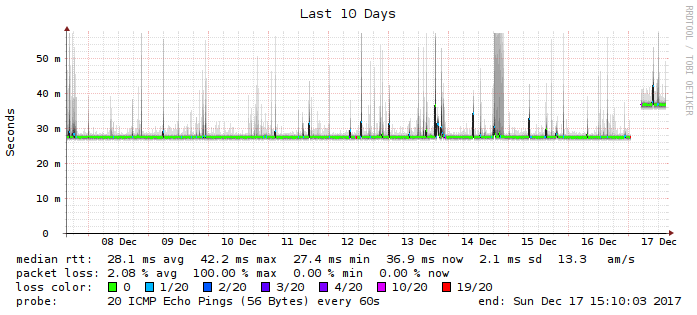 Last 10 Days
RRDTOOL / TOBI OETIKER
Seconds
50 m
40 m
30 m
20 m
10 m
0
08 Dec 09 Dec 10 Dec 11 Dec 12 Dec 13 Dec 14 Dec 15 Dec 16 Dec 17 Dec
median rtt: 28.1 ms avg 42.2 ms max 27.4 ms min 36.9 ms now 2.1 ms sd 13.3 am/s
packet loss: 2.08 % avg 100.00 % max 0.00 % min 0.00 % now
loss color: 0 1/20 2/20 3/20 4/20 10/20 19/20
probe: 20 ICMP Echo Pings (56 Bytes) every 60s end: Sun Dec 17 15:10:03 2017